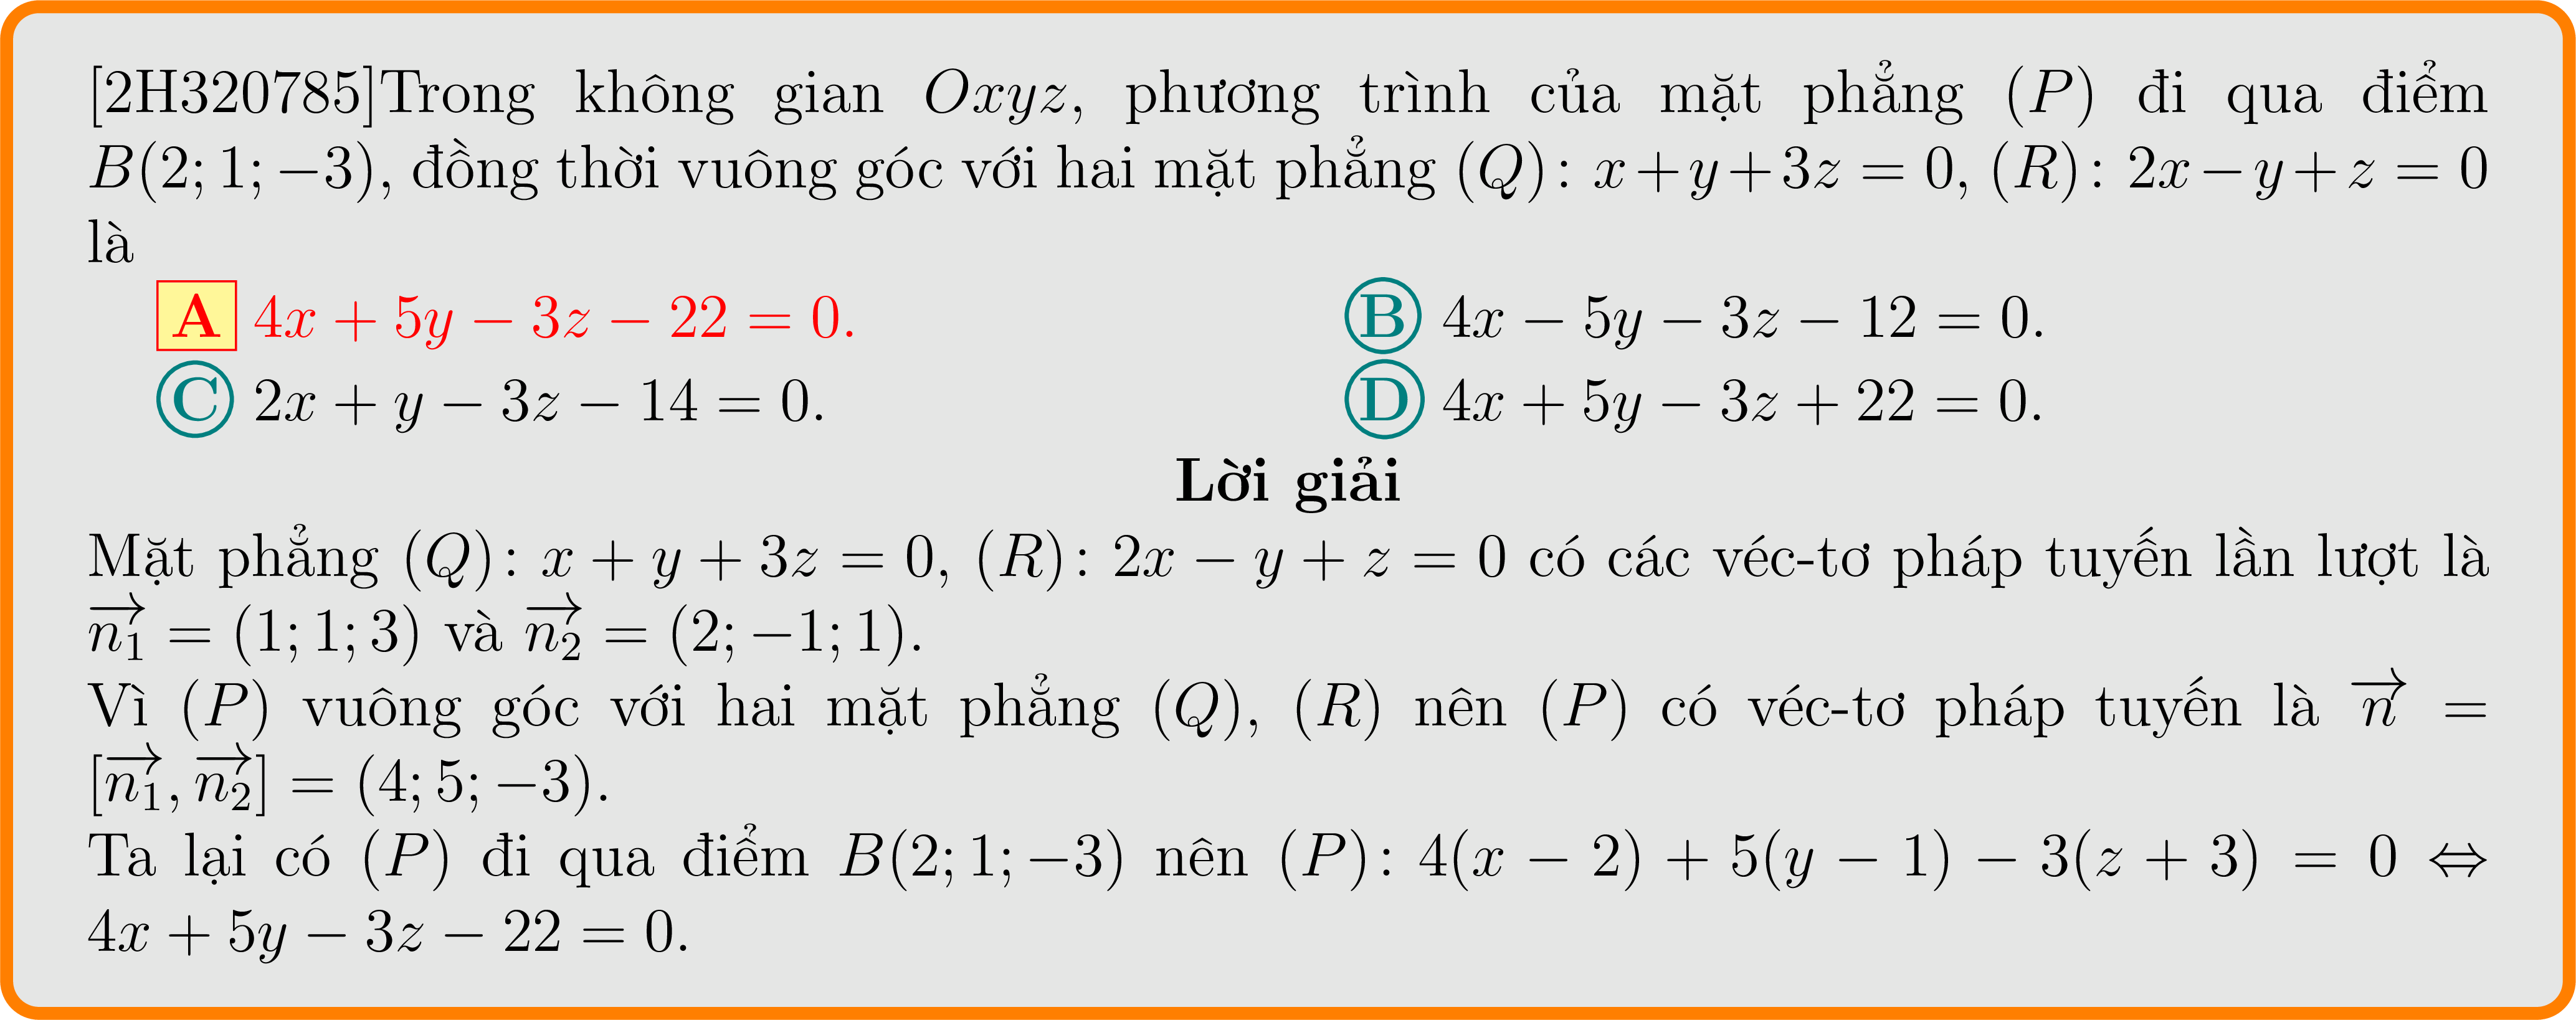 [2H320785]Trong không gian Oxyz, phương trình của mặt phẳng (P) đi qua điểm
B(2; 1; −3), đồng thời vuông góc với hai mặt phẳng (Q): x + y + 3z = 0, (R): 2x − y + z = 0
là
A 4x + 5y − 3z − 22 = 0. B 4x − 5y − 3z − 12 = 0.
C 2x + y − 3z − 14 = 0. D 4x + 5y − 3z + 22 = 0.
Lời giải
Mặt phẳng (Q): x + y + 3z = 0, (R): 2x − y + z = 0 có các véc-tơ pháp tuyến lần lượt là
$\overrightarrow{n_1}$ = (1; 1; 3) và $\overrightarrow{n_2}$ = (2; −1; 1).
Vì (P) vuông góc với hai mặt phẳng (Q), (R) nên (P) có véc-tơ pháp tuyến là $\overrightarrow{n}$ =
[$\overrightarrow{n_1}$, $\overrightarrow{n_2}$] = (4; 5; −3).
Ta lại có (P) đi qua điểm B(2; 1; −3) nên (P): 4(x − 2) + 5(y − 1) − 3(z + 3) = 0 ⇔
4x + 5y − 3z − 22 = 0.